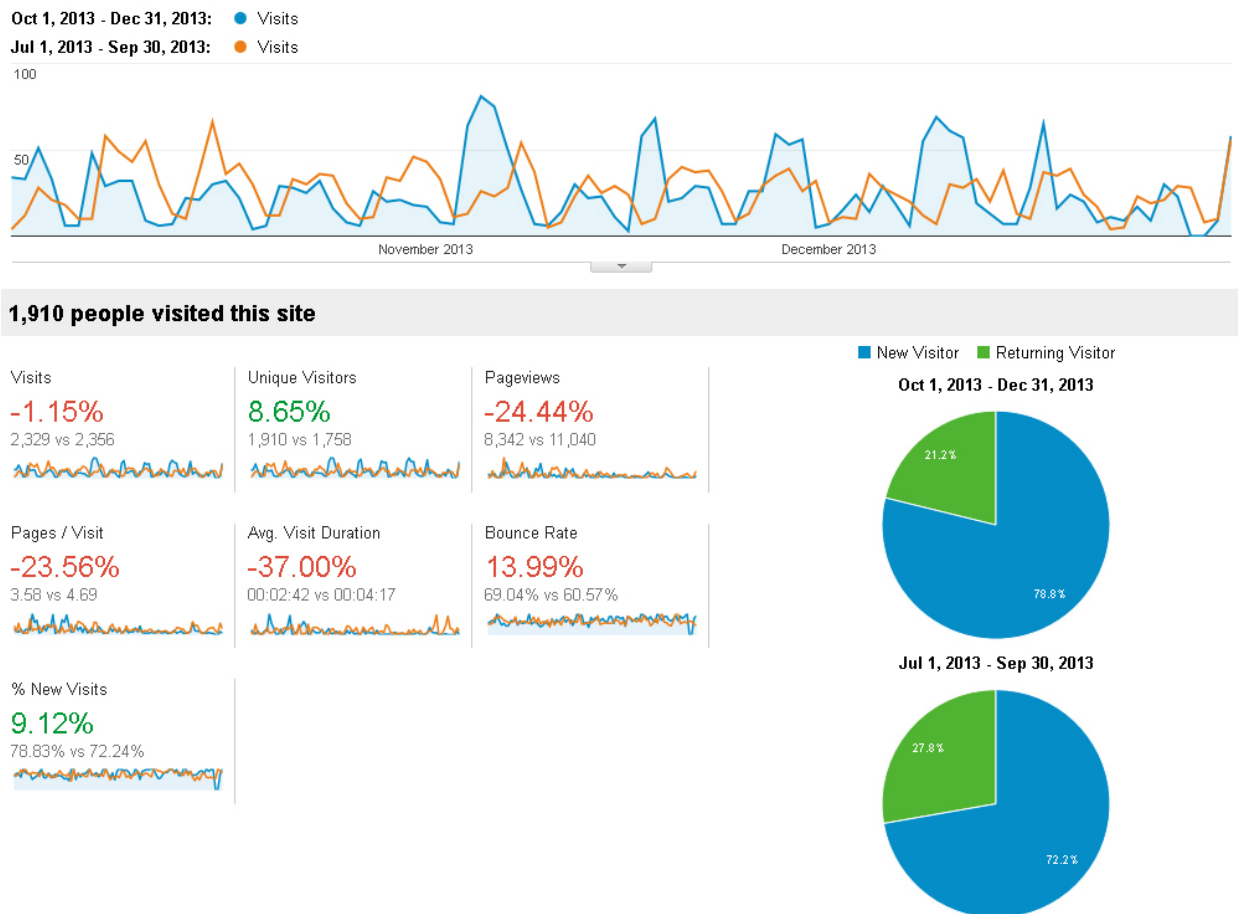 Oct 1, 2013 - Dec 31, 2013: Visits
Jul 1, 2013 - Sep 30, 2013: Visits
100
50
November 2013
December 2013
1,910 people visited this site
Visits
-1.15%
2,329 vs 2,356
Unique Visitors
8.65%
1,910 vs 1,758
Pageviews
-24.44%
8,342 vs 11,040
Pages / Visit
-23.56%
3.58 vs 4.69
Avg. Visit Duration
-37.00%
00:02:42 vs 00:04:17
Bounce Rate
13.99%
69.04% vs 60.57%
% New Visits
9.12%
78.83% vs 72.24%
New Visitor Returning Visitor
Oct 1, 2013 - Dec 31, 2013
21.2%
78.8%
Jul 1, 2013 - Sep 30, 2013
27.8%
72.2%